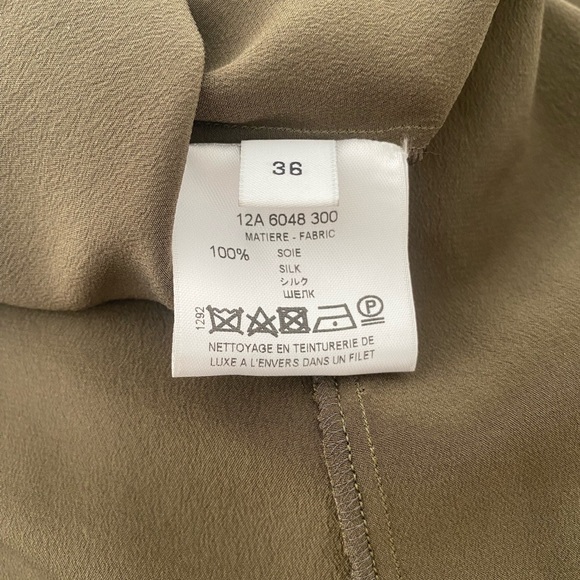 36
12A 6048 300
MATIERE - FABRIC
100% SOIE
SILK
シルク
ШЕЛК
1292
P
NETTOYAGE EN TEINTURERIE DE
LUXE A L'ENVERS DANS UN FILET